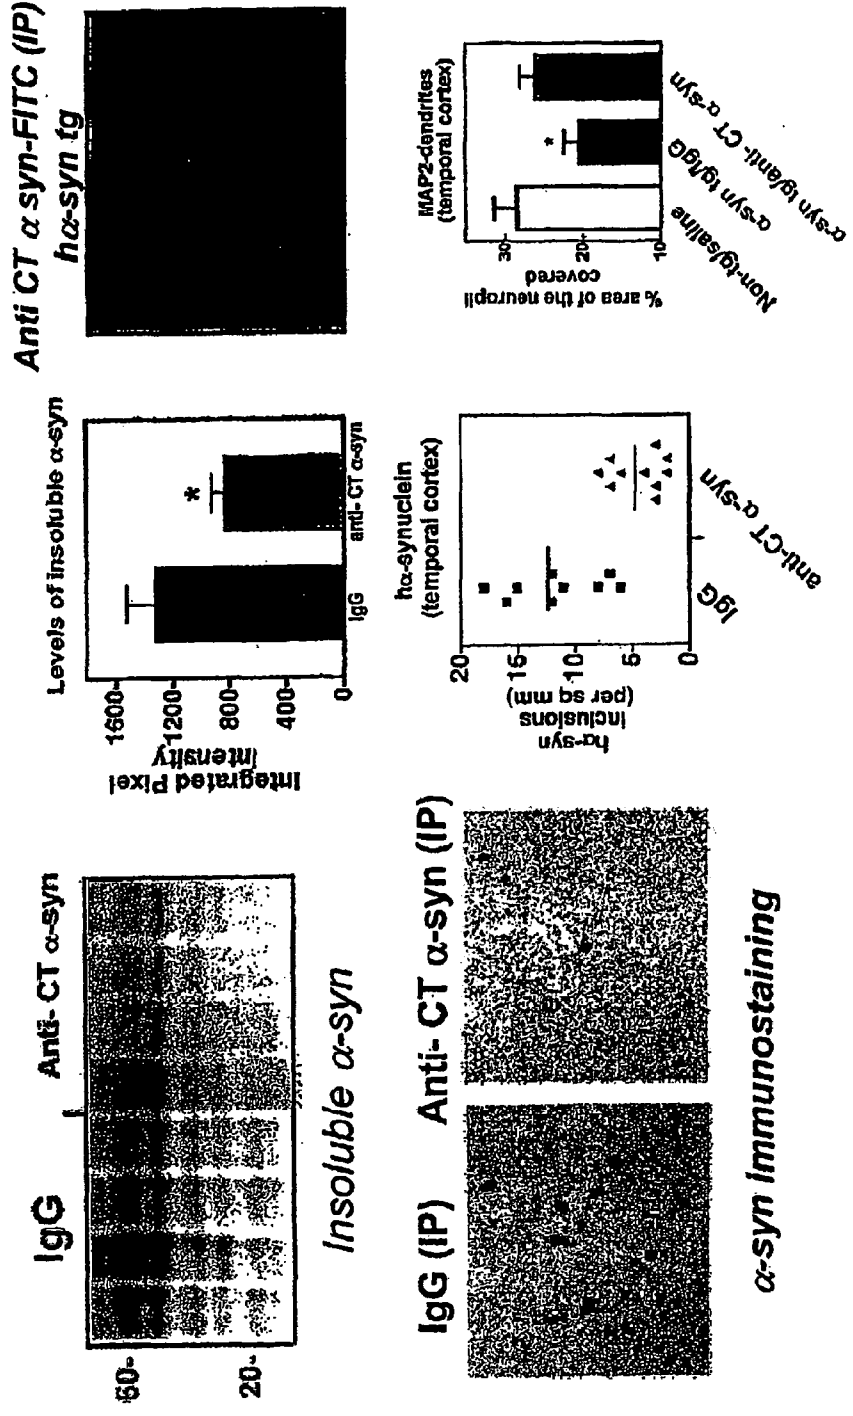 IgG
Anti- CT α-syn
60-
20-
Insoluble α-syn
Levels of insoluble α-syn
Integrated Pixel
Intensity
1600-
1200-
800-
400-
0
*
IgG
anti- CT α-syn
Anti CT α syn-FITC (IP)
hα-syn tg
IgG (IP)
Anti- CT α-syn (IP)
α-syn immunostaining
hα-synuclein
(temporal cortex)
hα-syn
inclusions
(per sq mm)
20
15
10
5
0
IgG
anti-CT α-syn
MAP2-dendrites
(temporal cortex)
% area of the neuropil
covered
30
20
10
*
Non-tg/saline
α-syn tg/IgG
α-syn tg/anti- CT α-syn